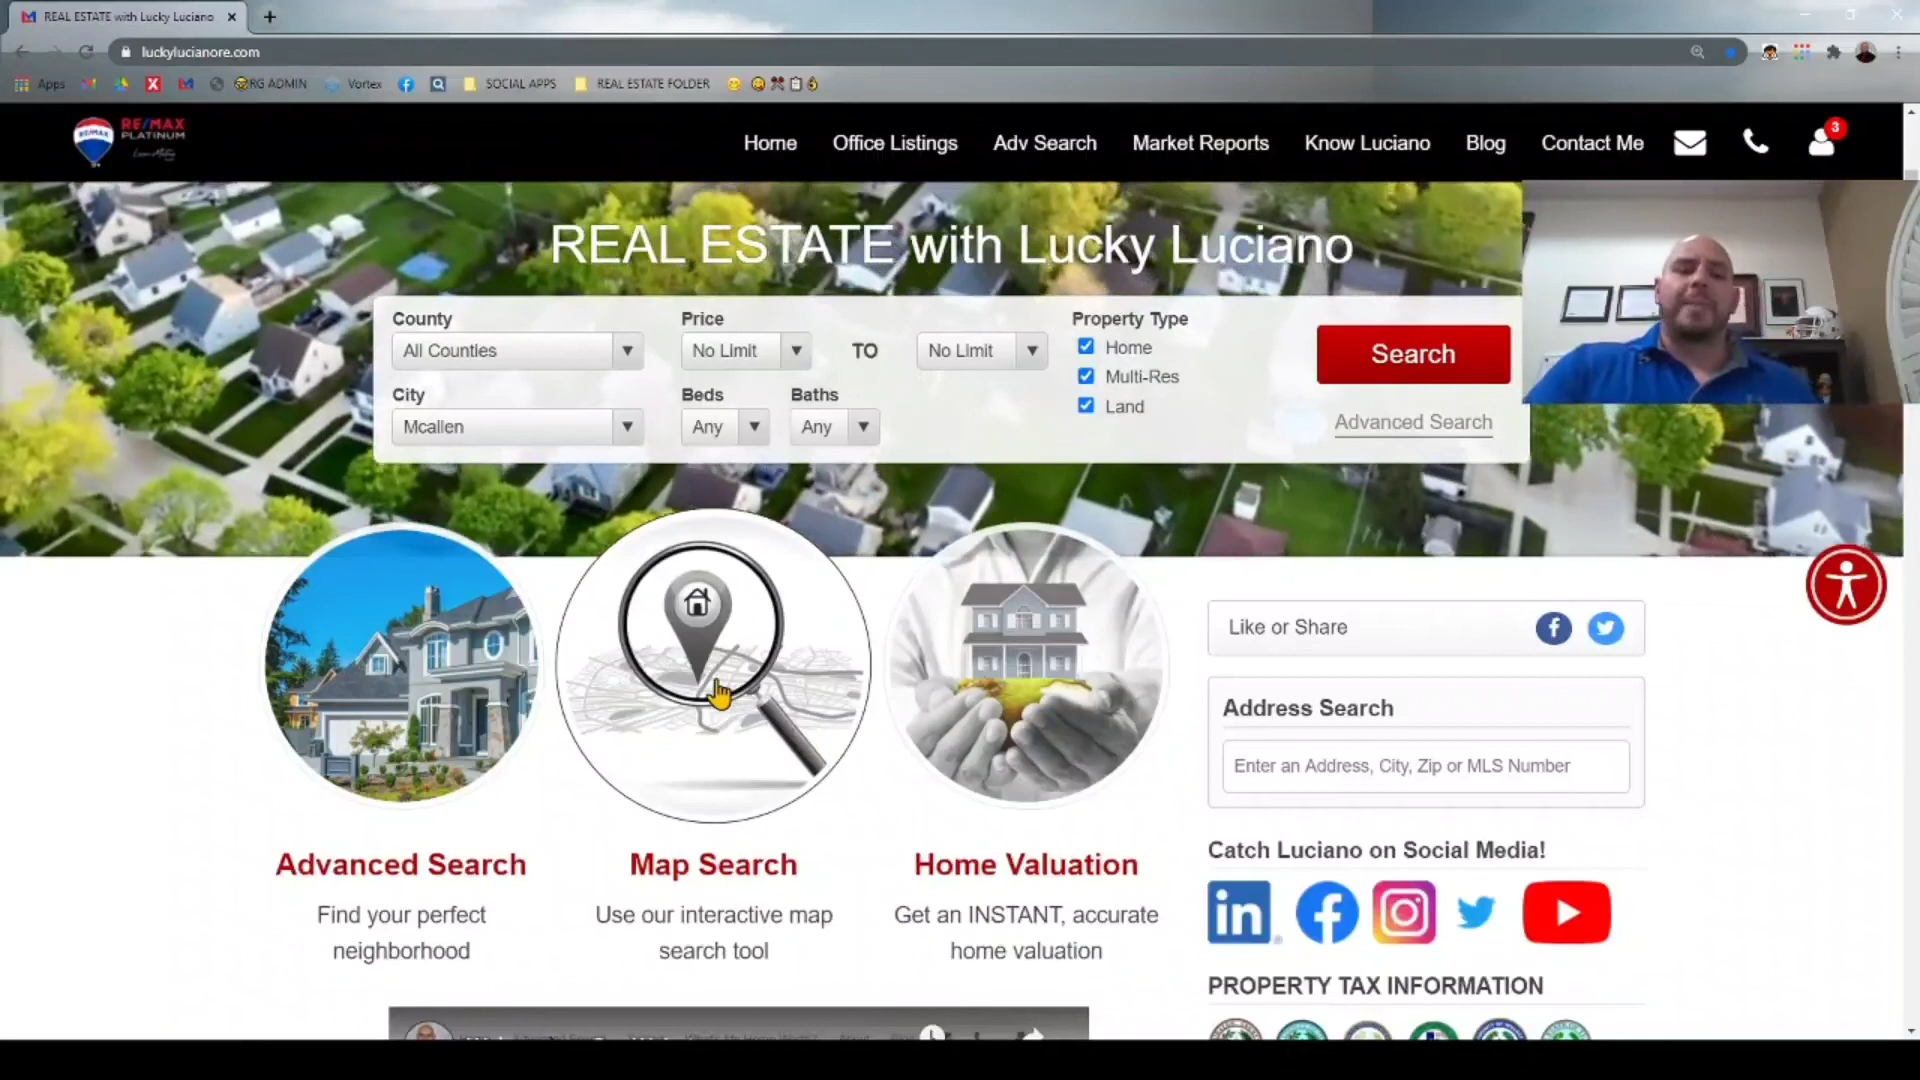 REAL ESTATE with Lucky Luciano
luckylucianore.com
Apps
RG ADMIN
Vortex
SOCIAL APPS
REAL ESTATE FOLDER
RE/MAX
PLATINUM
RE/MAX
Home
Office Listings
Adv Search
Market Reports
Know Luciano
Blog
Contact Me
3
REAL ESTATE with Lucky Luciano
County
Price
Property Type
All Counties
No Limit
TO
No Limit
Home
Search
Multi-Res
City
Beds
Baths
Land
Mcallen
Any
Any
Advanced Search
Like or Share
Address Search
Enter an Address, City, Zip or MLS Number
Advanced Search
Find your perfect
neighborhood
Map Search
Use our interactive map
search tool
Home Valuation
Get an INSTANT, accurate
home valuation
Catch Luciano on Social Media!
in
PROPERTY TAX INFORMATION